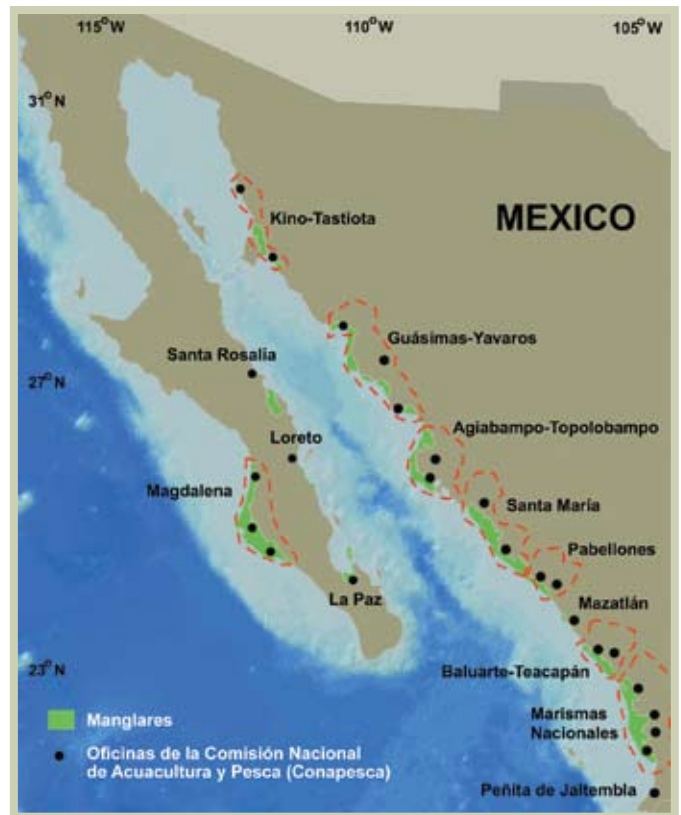 115°W
110°W
105°W
31°N
Kino-Tastiota
MEXICO
Guásimas-Yavaros
Santa Rosalia
27°N
Agiabampo-Topolobampo
Loreto
Magdalena
Santa María
Pabellones
La Paz
Mazatlán
23°N
Baluarte-Teacapán
Manglares
Marismas
Nacionales
Oficinas de la Comisión Nacional
de Acuacultura y Pesca (Conapesca)
Peñita de Jaltembla